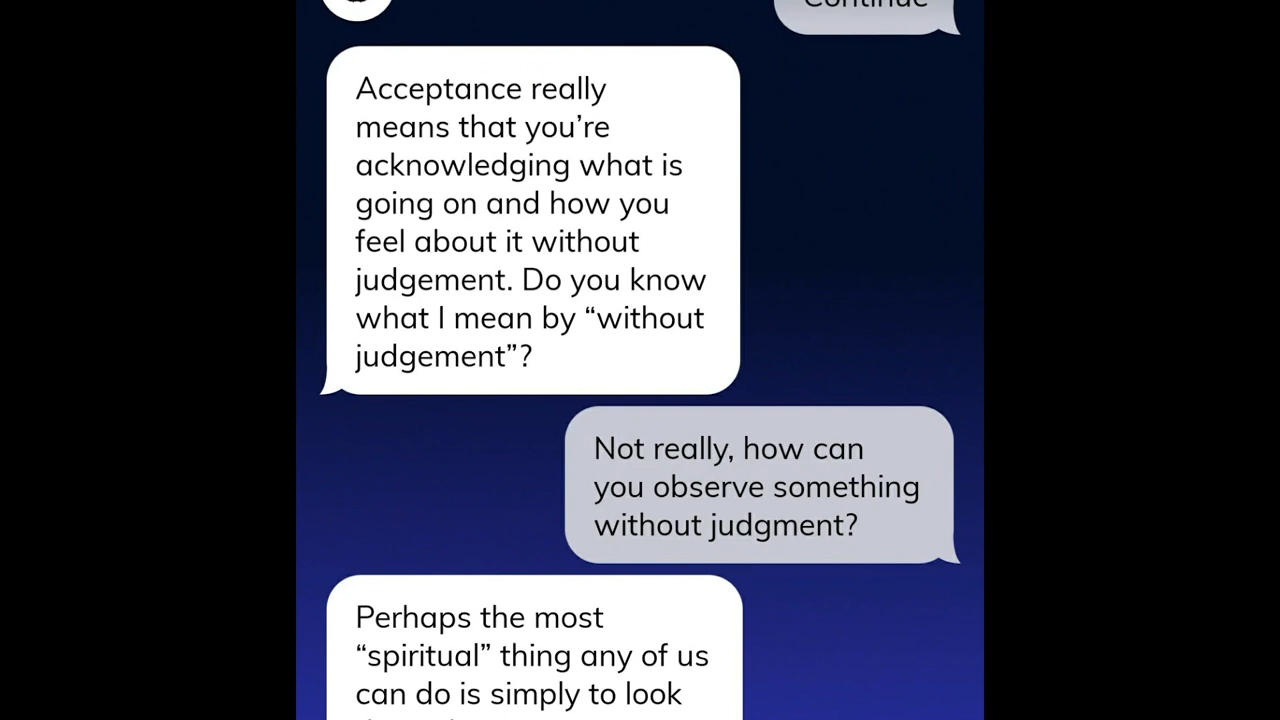 Continue
Acceptance really
means that you’re
acknowledging what is
going on and how you
feel about it without
judgement. Do you know
what I mean by “without
judgement”?
Not really, how can
you observe something
without judgment?
Perhaps the most
“spiritual” thing any of us
can do is simply to look